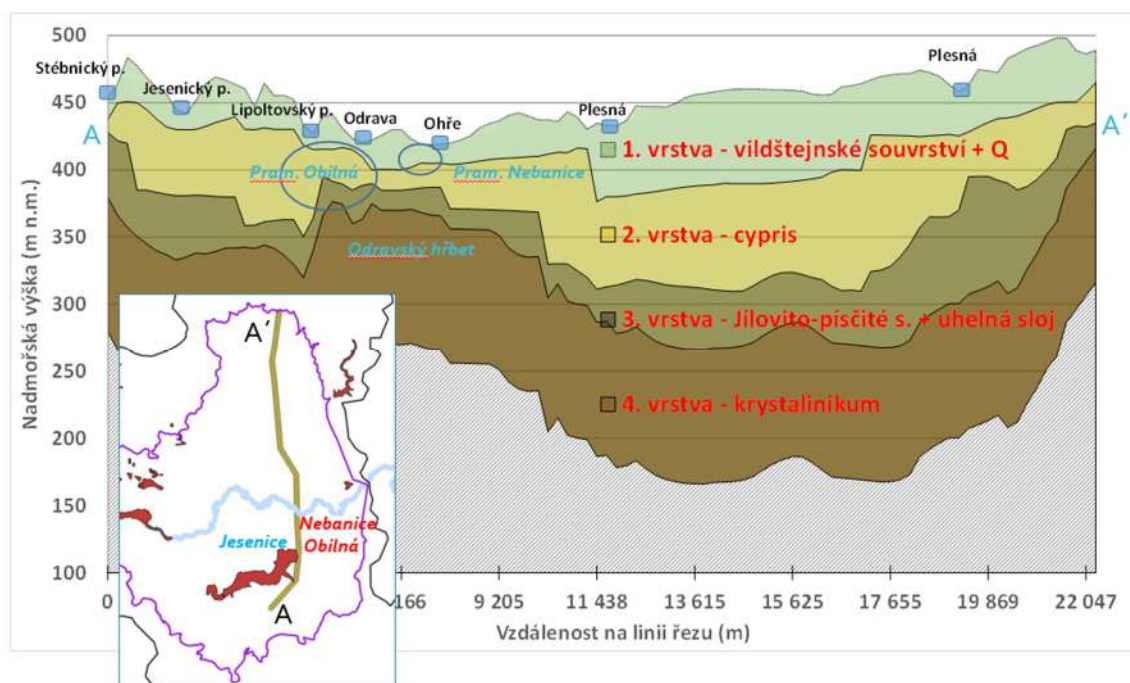 500
Stébnický p.
Jesenický p.
Lipoltovský p.
Odrava
Ohře
Plesná
Plesná
450
A
A'
400
Pram. Obilná
Pram. Nebanice
1. vrstva - vildštejnské souvrství + Q
350
Odravský hřbet
2. vrstva - cypris
300
3. vrstva - Jílovito-písčité s. + uhelná sloj
250
4. vrstva - krystalinikum
200
150
100
Nadmořská výška (m n.m.)
A'
Nebanice
Jesenice
Obilná
A
0
166
9 205
11 438
13 615
15 625
17 655
19 869
22 047
Vzdálenost na linii řezu (m)